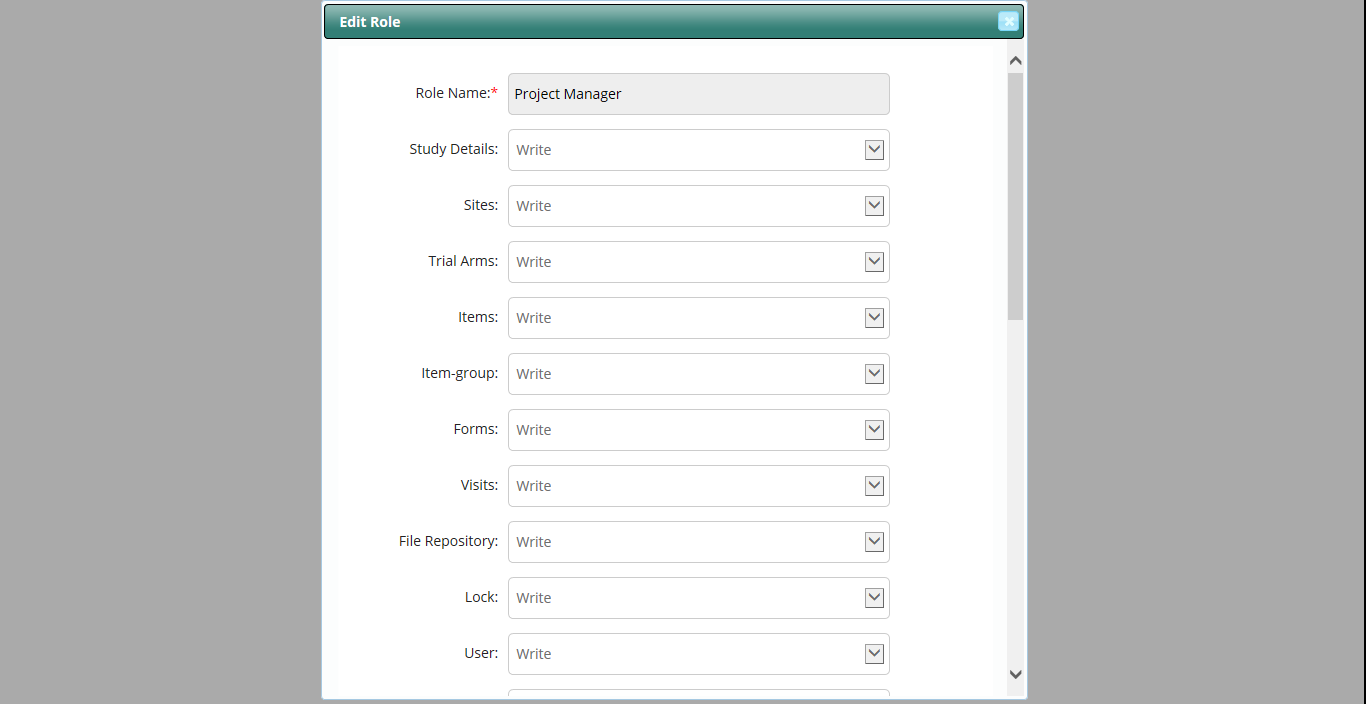 Edit Role
Role Name:* Project Manager
Study Details: Write
Sites: Write
Trial Arms: Write
Items: Write
Item-group: Write
Forms: Write
Visits: Write
File Repository: Write
Lock: Write
User: Write